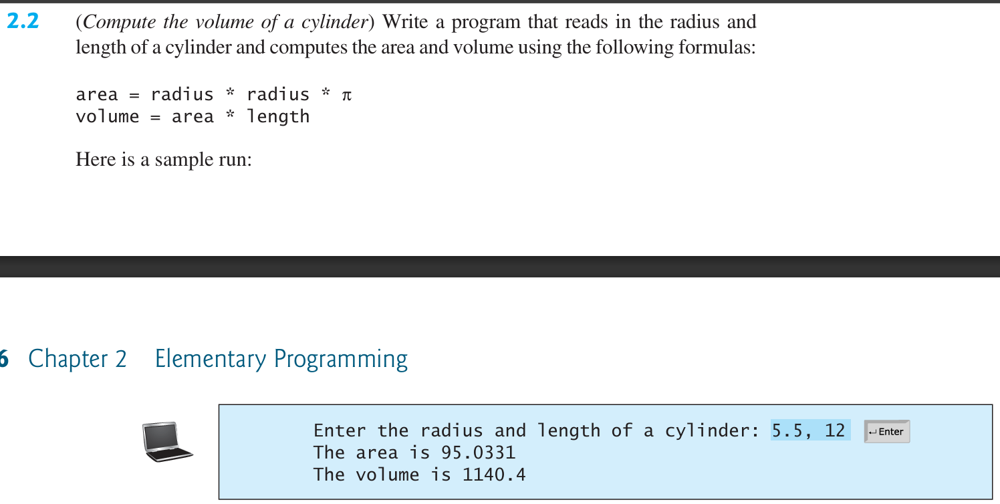 2.2 (Compute the volume of a cylinder) Write a program that reads in the radius and
length of a cylinder and computes the area and volume using the following formulas:
area = radius * radius * π
volume = area * length
Here is a sample run:
6 Chapter 2 Elementary Programming
Enter the radius and length of a cylinder: 5.5, 12 ↵Enter
The area is 95.0331
The volume is 1140.4